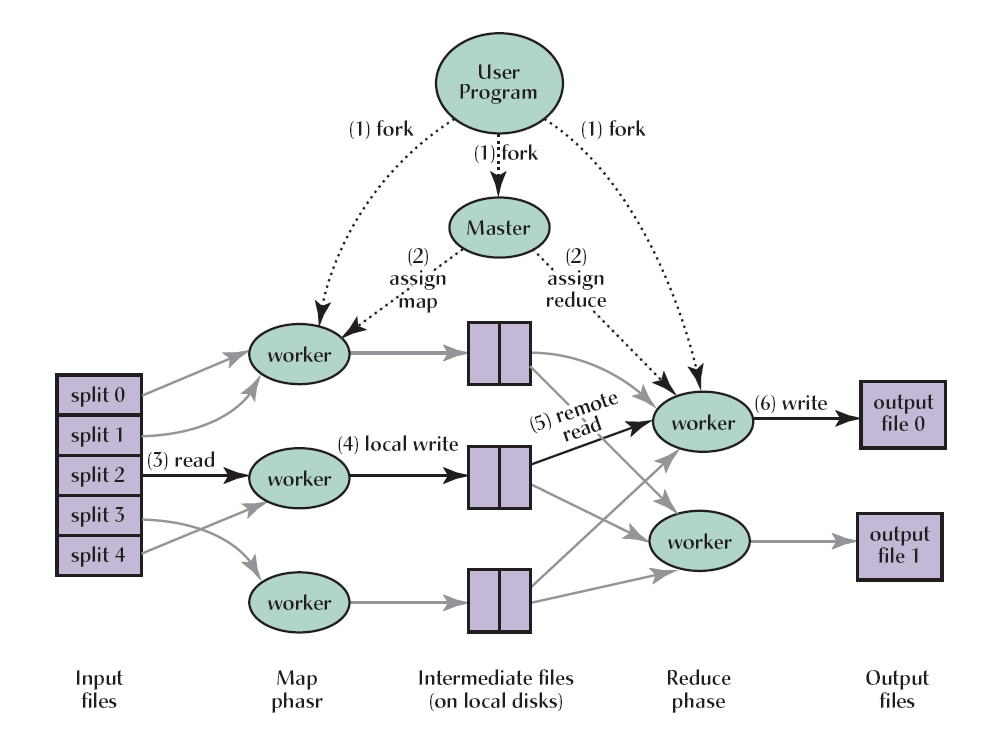 User
Program
(1) fork
(1) fork
(1) fork
Master
(2)
assign
map
(2)
assign
reduce
worker
split 0
split 1
split 2
split 3
split 4
(3) read
worker
(4) local write
worker
(5) remote
read
worker
(6) write
output
file 0
worker
output
file 1
Input
files
Map
phasr
Intermediate files
(on local disks)
Reduce
phase
Output
files